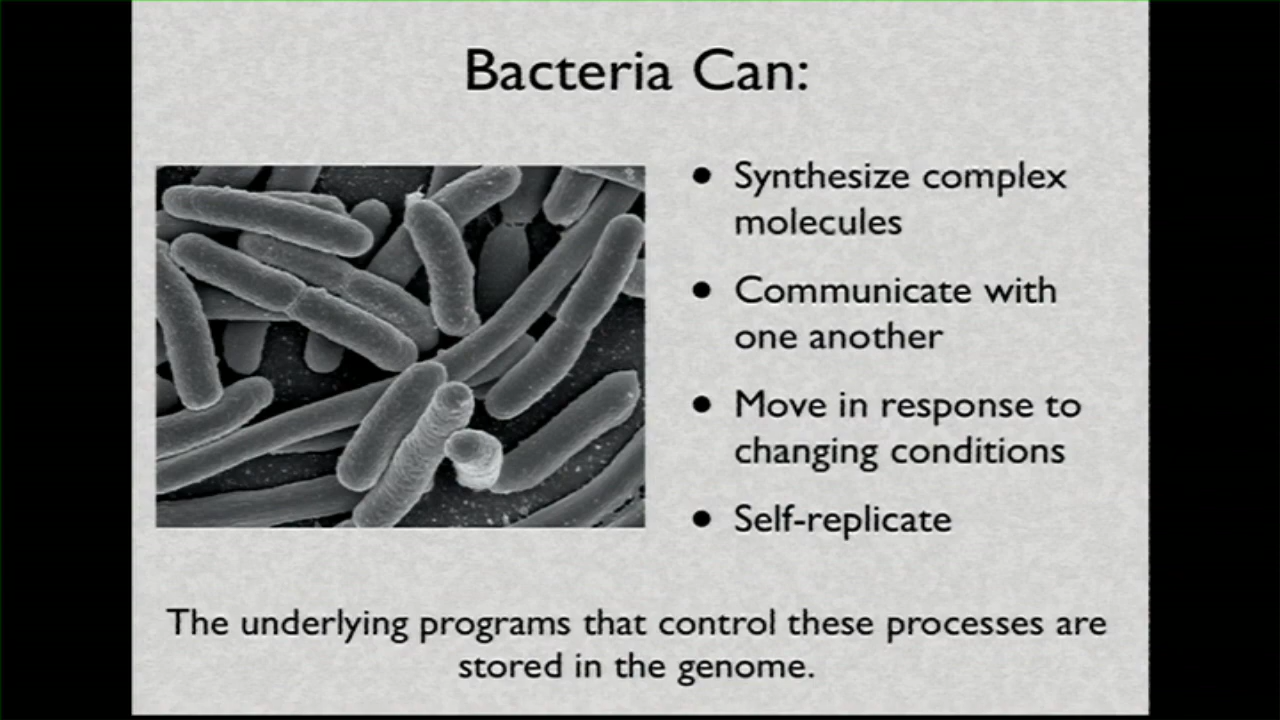 Bacteria Can:
• Synthesize complex
molecules
• Communicate with
one another
• Move in response to
changing conditions
• Self-replicate
The underlying programs that control these processes are
stored in the genome.